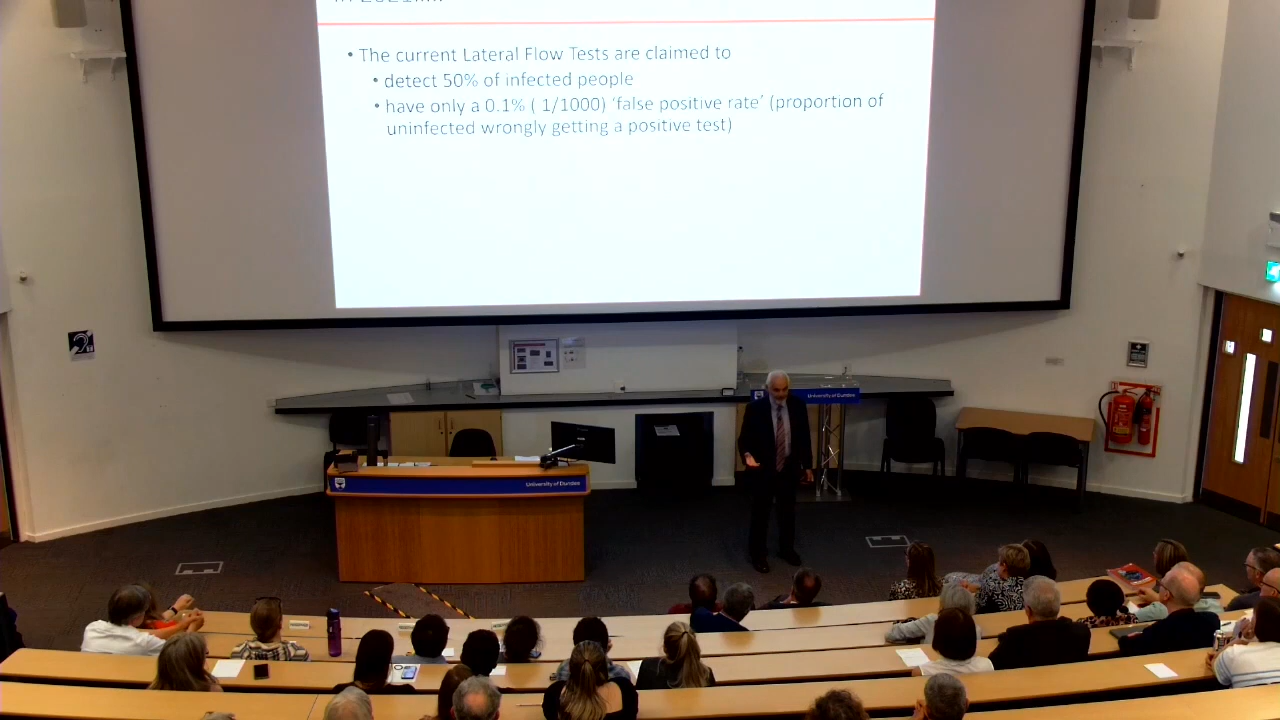 • The current Lateral Flow Tests are claimed to
• detect 50% of infected people
• have only a 0.1% ( 1/1000) ‘false positive rate’ (proportion of
uninfected wrongly getting a positive test)
University of Dundee
University of Dundee